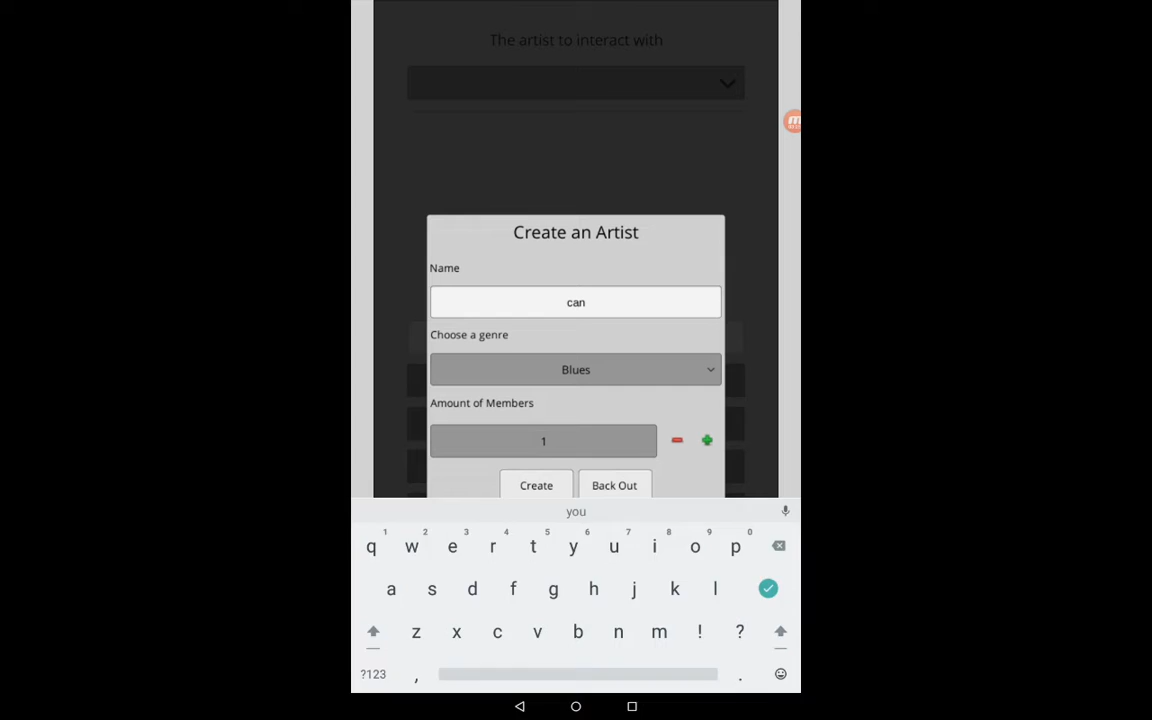 The artist to interact with
Create an Artist
Name
can
Choose a genre
Blues
Amount of Members
1
Create Back Out
you
1 2 3 4 5 6 7 8 9 0
q w e r t y u i o p
a s d f g h j k l
z x c v b n m ! ?
?123 , .